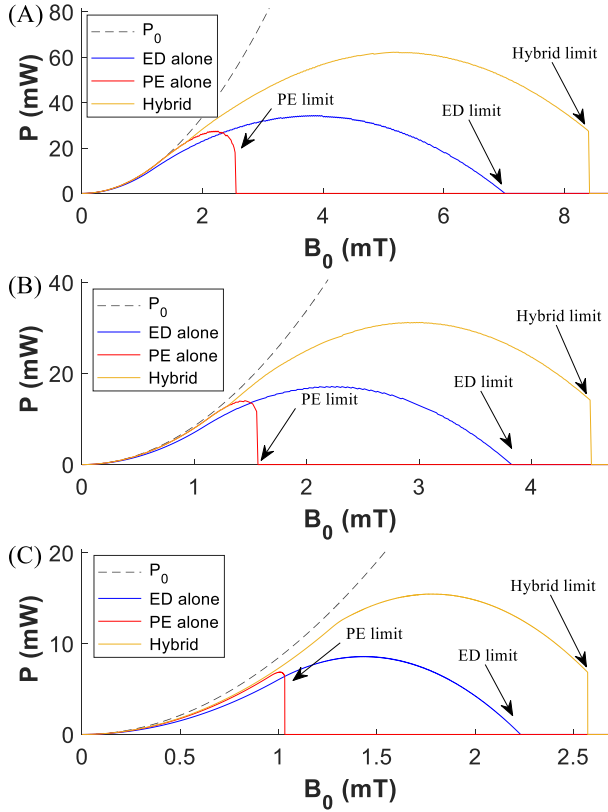 (A)
80
60
40
20
0
P (mW)
P0
ED alone
PE alone
Hybrid
PE limit
ED limit
Hybrid limit
0 2 4 6 8
B0 (mT)
(B)
40
20
0
P (mW)
P0
ED alone
PE alone
Hybrid
PE limit
ED limit
Hybrid limit
0 1 2 3 4
B0 (mT)
(C)
20
10
0
P (mW)
P0
ED alone
PE alone
Hybrid
PE limit
ED limit
Hybrid limit
0 0.5 1 1.5 2 2.5
B0 (mT)